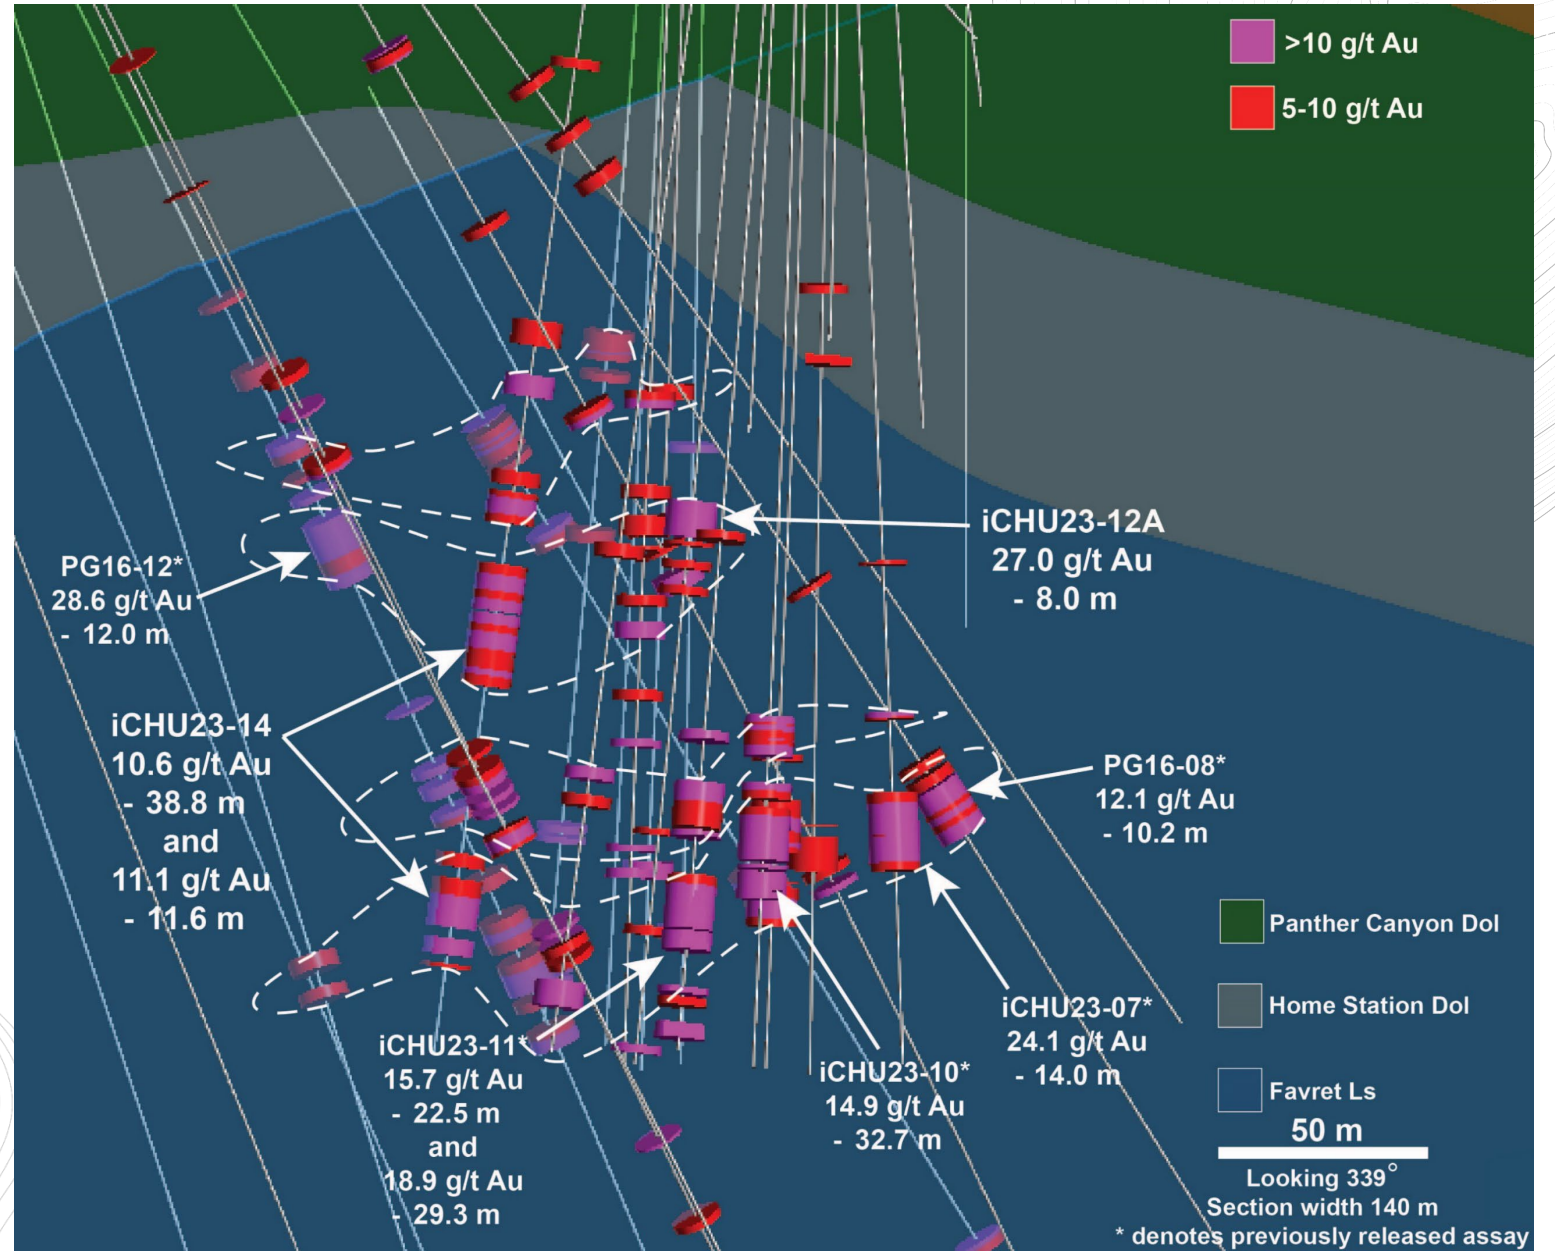 >10 g/t Au
5-10 g/t Au
iCHU23-12A
27.0 g/t Au
- 8.0 m
PG16-12*
28.6 g/t Au
- 12.0 m
iCHU23-14
10.6 g/t Au
- 38.8 m
and
11.1 g/t Au
- 11.6 m
PG16-08*
12.1 g/t Au
- 10.2 m
iCHU23-07*
24.1 g/t Au
- 14.0 m
iCHU23-11*
15.7 g/t Au
- 22.5 m
and
18.9 g/t Au
- 29.3 m
iCHU23-10*
14.9 g/t Au
- 32.7 m
Panther Canyon Dol
Home Station Dol
Favret Ls
50 m
Looking 339°
Section width 140 m
* denotes previously released assay